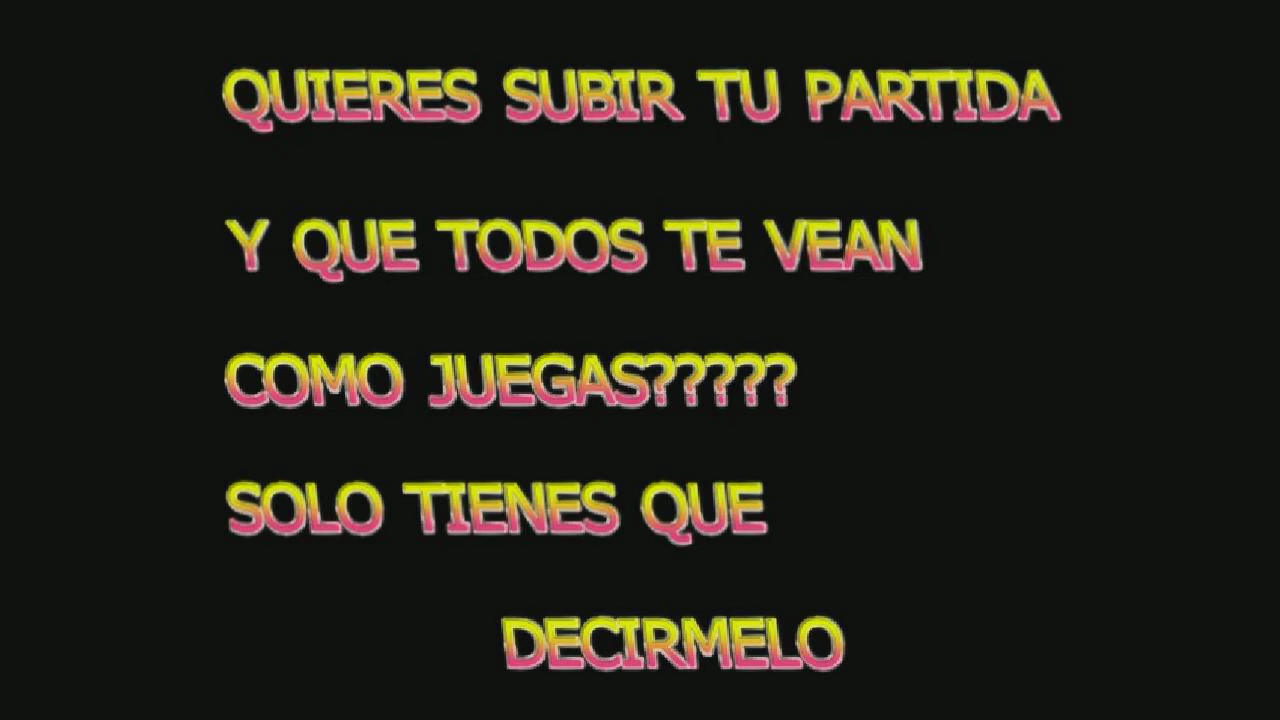 QUIERES SUBIR TU PARTIDA
Y QUE TODOS TE VEAN
COMO JUEGAS?????
SOLO TIENES QUE
DECIRMELO